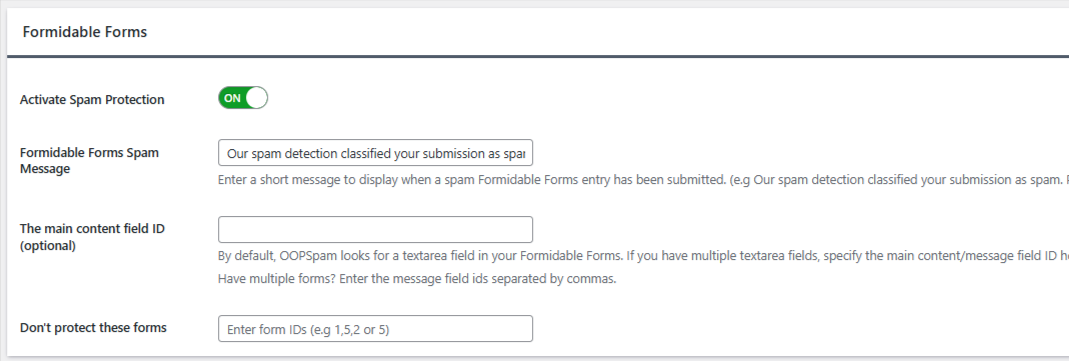 Formidable Forms
Activate Spam Protection
ON
Formidable Forms Spam
Message
Our spam detection classified your submission as
Enter a short message to display when a spam Formidable Forms entry has been submitted. (e.g Our spam detection classified your submission as spam.
The main content field ID
(optional)
By default, OOPSpam looks for a textarea field in your Formidable Forms. If you have multiple textarea fields, specify the main content/message field ID
Have multiple forms? Enter the message field ids separated by commas.
Don't protect these forms
Enter form IDs (e.g 1,5,2 or 5)